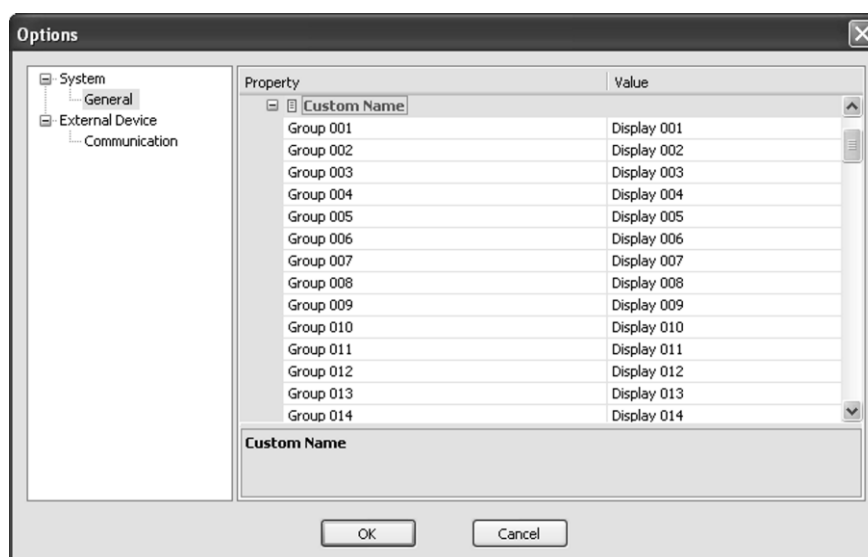 Options
System
General
External Device
Communication
Property Value
Custom Name
Group 001 Display 001
Group 002 Display 002
Group 003 Display 003
Group 004 Display 004
Group 005 Display 005
Group 006 Display 006
Group 007 Display 007
Group 008 Display 008
Group 009 Display 009
Group 010 Display 010
Group 011 Display 011
Group 012 Display 012
Group 013 Display 013
Group 014 Display 014
Custom Name
OK Cancel